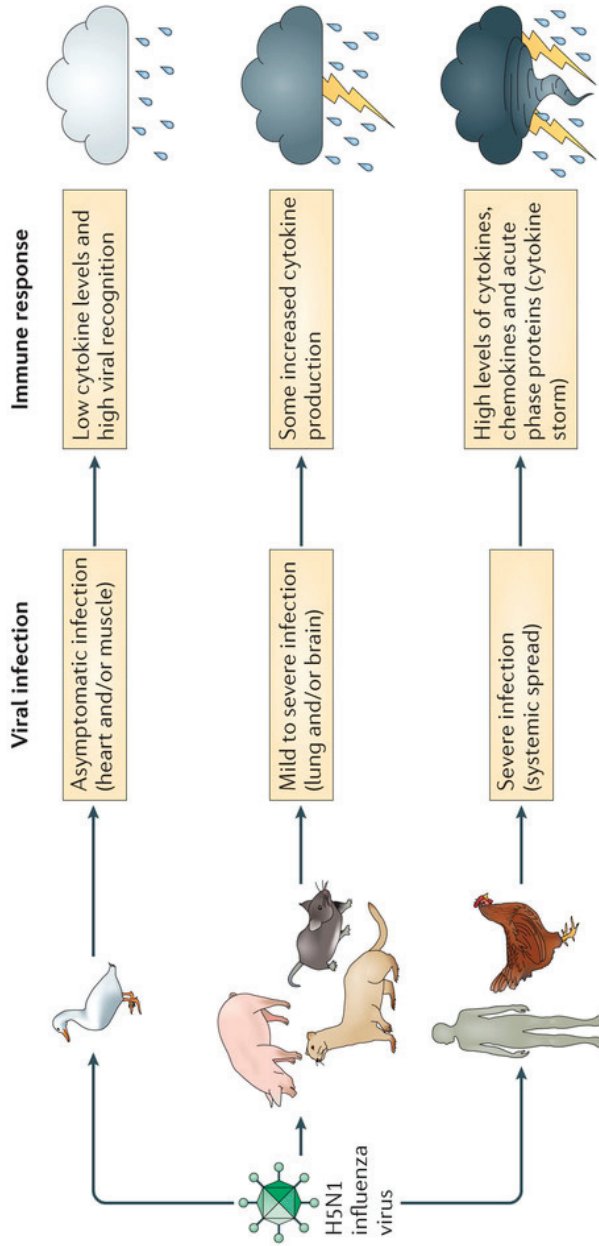 Viral infection
Immune response
H5N1
influenza
virus
Asymptomatic infection
(heart and/or muscle)
Low cytokine levels and
high viral recognition
Mild to severe infection
(lung and/or brain)
Some increased cytokine
production
Severe infection
(systemic spread)
High levels of cytokines,
chemokines and acute
phase proteins (cytokine
storm)